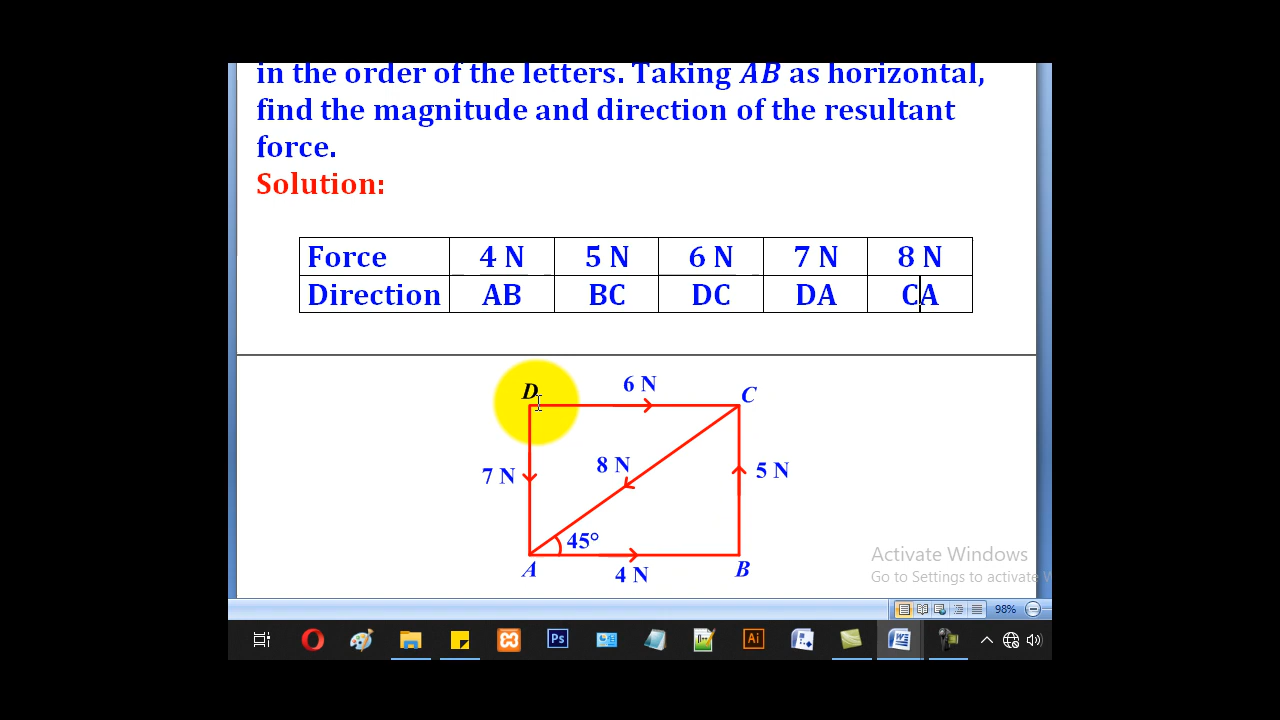 in the order of the letters. Taking AB as horizontal,
find the magnitude and direction of the resultant
force.
Solution:
Force 4 N 5 N 6 N 7 N 8 N
Direction AB BC DC DA CA
D 6 N C
7 N 8 N 5 N
45°
A 4 N B
Activate Windows
Go to Settings to activate W
98%
Ps Ai W